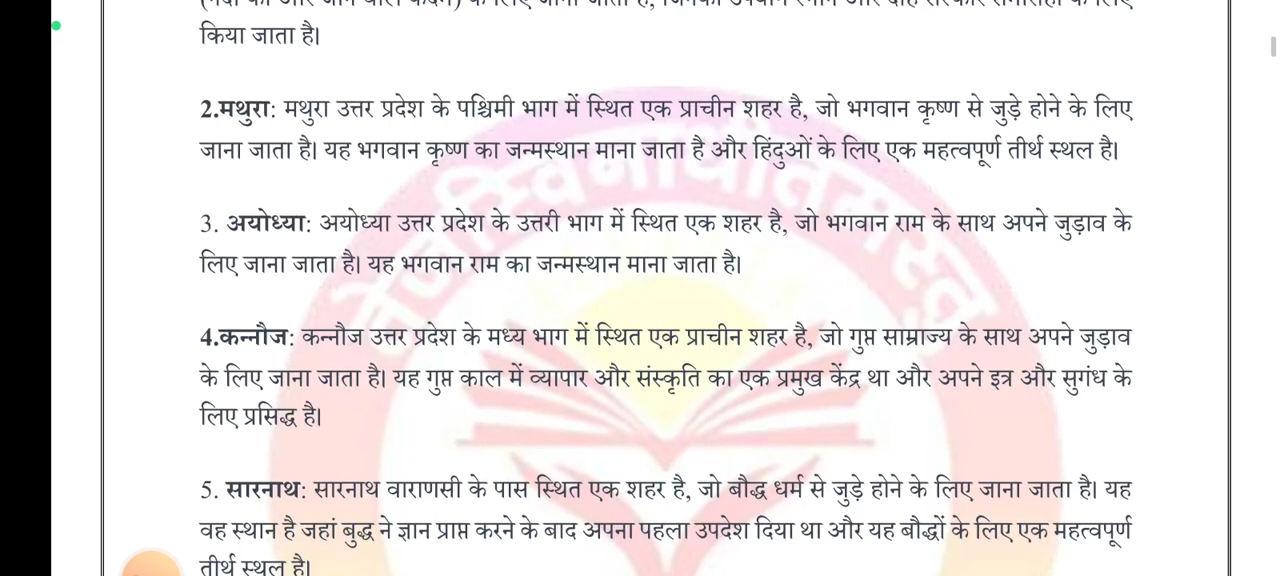 किया जाता है।
2.मथुरा: मथुरा उत्तर प्रदेश के पश्चिमी भाग में स्थित एक प्राचीन शहर है, जो भगवान कृष्ण से जुड़े होने के लिए
जाना जाता है। यह भगवान कृष्ण का जन्मस्थान माना जाता है और हिंदुओं के लिए एक महत्वपूर्ण तीर्थ स्थल है।
3. अयोध्या: अयोध्या उत्तर प्रदेश के उत्तरी भाग में स्थित एक शहर है, जो भगवान राम के साथ अपने जुड़ाव के
लिए जाना जाता है। यह भगवान राम का जन्मस्थान माना जाता है।
4.कन्नौज: कन्नौज उत्तर प्रदेश के मध्य भाग में स्थित एक प्राचीन शहर है, जो गुप्त साम्राज्य के साथ अपने जुड़ाव
के लिए जाना जाता है। यह गुप्त काल में व्यापार और संस्कृति का एक प्रमुख केंद्र था और अपने इत्र और सुगंध के
लिए प्रसिद्ध है।
5. सारनाथ: सारनाथ वाराणसी के पास स्थित एक शहर है, जो बौद्ध धर्म से जुड़े होने के लिए जाना जाता है। यह
वह स्थान है जहां बुद्ध ने ज्ञान प्राप्त करने के बाद अपना पहला उपदेश दिया था और यह बौद्धों के लिए एक महत्वपूर्ण
तीर्थ स्थल है।
तेजस्विनावधीतमस्तु